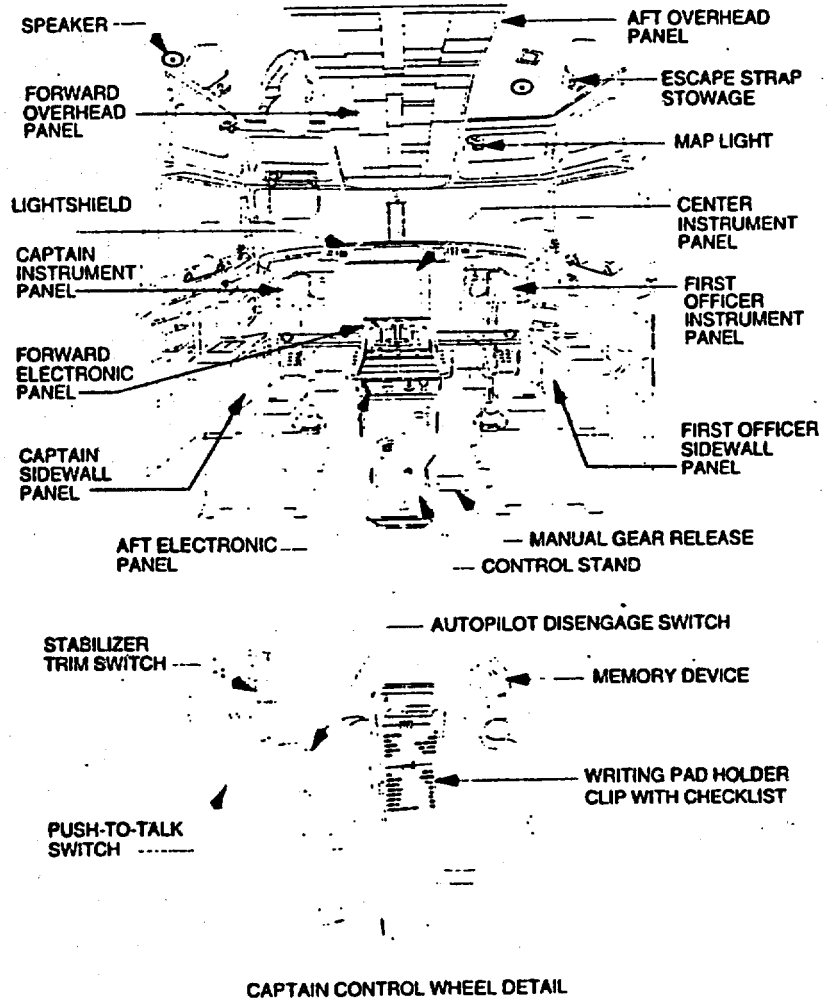 SPEAKER
AFT OVERHEAD
PANEL
ESCAPE STRAP
STOWAGE
FORWARD
OVERHEAD
PANEL
MAP LIGHT
LIGHTSHIELD
CENTER
INSTRUMENT
PANEL
CAPTAIN
INSTRUMENT
PANEL
FIRST
OFFICER
INSTRUMENT
PANEL
FORWARD
ELECTRONIC
PANEL
FIRST OFFICER
SIDEWALL
PANEL
CAPTAIN
SIDEWALL
PANEL
AFT ELECTRONIC
PANEL
MANUAL GEAR RELEASE
CONTROL STAND
AUTOPILOT DISENGAGE SWITCH
STABILIZER
TRIM SWITCH
MEMORY DEVICE
WRITING PAD HOLDER
CLIP WITH CHECKLIST
PUSH-TO-TALK
SWITCH
CAPTAIN CONTROL WHEEL DETAIL